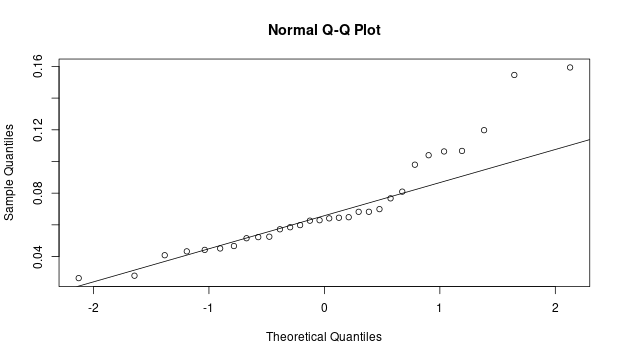 Normal Q-Q Plot
Sample Quantiles
0.16
0.12
0.08
0.04
-2 -1 0 1 2
Theoretical Quantiles